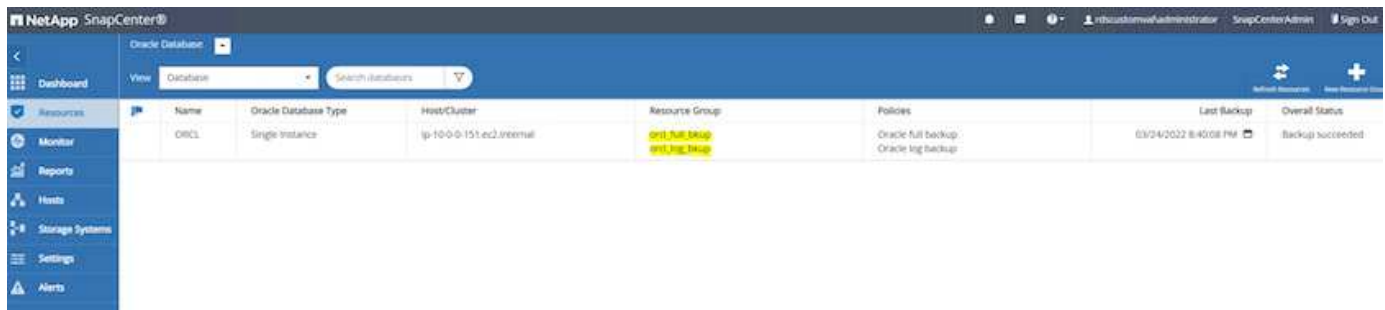 NetApp SnapCenter®
rdscustomval\administrator SnapCenterAdmin Sign Out
Oracle Database
View Database Search databases
Refresh Resources New Resource Group
Dashboard
Resources
Monitor
Reports
Hosts
Storage Systems
Settings
Alerts
Name Oracle Database Type Host/Cluster Resource Group Policies Last Backup Overall Status
ORCL Single Instance ip-10-0-0-151.ec2.internal orcl_full_bkup Oracle full backup 03/24/2022 8:40:08 PM Backup succeeded
orcl_log_bkup Oracle log backup